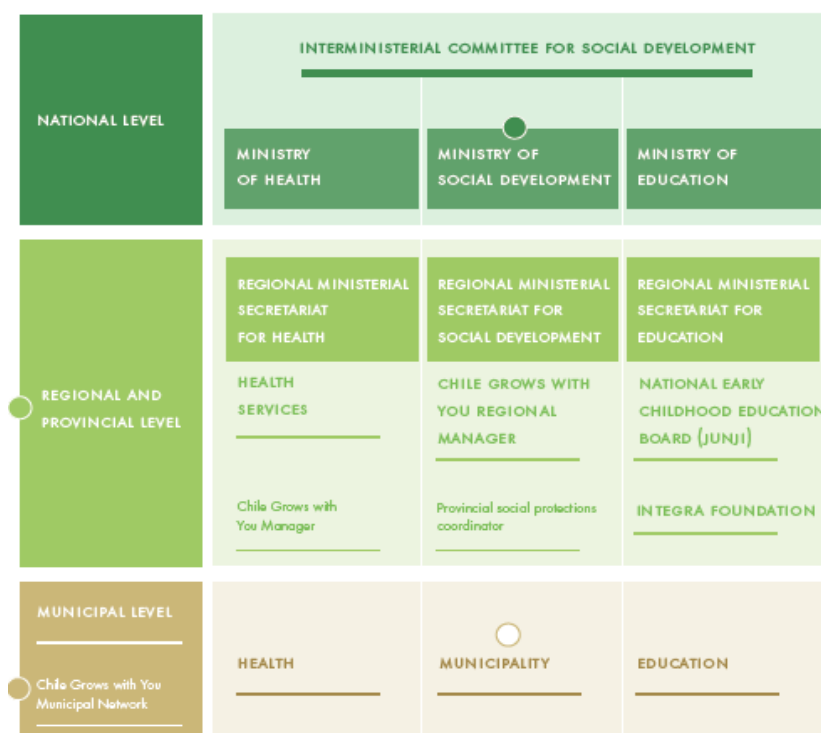 INTERMINISTERIAL COMMITTEE FOR SOCIAL DEVELOPMENT
NATIONAL LEVEL
MINISTRY
OF HEALTH
MINISTRY OF
SOCIAL DEVELOPMENT
MINISTRY OF
EDUCATION
REGIONAL AND
PROVINCIAL LEVEL
REGIONAL MINISTERIAL
SECRETARIAT
FOR HEALTH
REGIONAL MINISTERIAL
SECRETARIAT FOR
SOCIAL DEVELOPMENT
REGIONAL MINISTERIAL
SECRETARIAT FOR
EDUCATION
HEALTH
SERVICES
CHILE GROWS WITH
YOU REGIONAL
MANAGER
NATIONAL EARLY
CHILDHOOD EDUCATION
BOARD (JUNJI)
Chile Grows with
You Manager
Provincial social protections
coordinator
INTEGRA FOUNDATION
MUNICIPAL LEVEL
Chile Grows with You
Municipal Network
HEALTH
MUNICIPALITY
EDUCATION